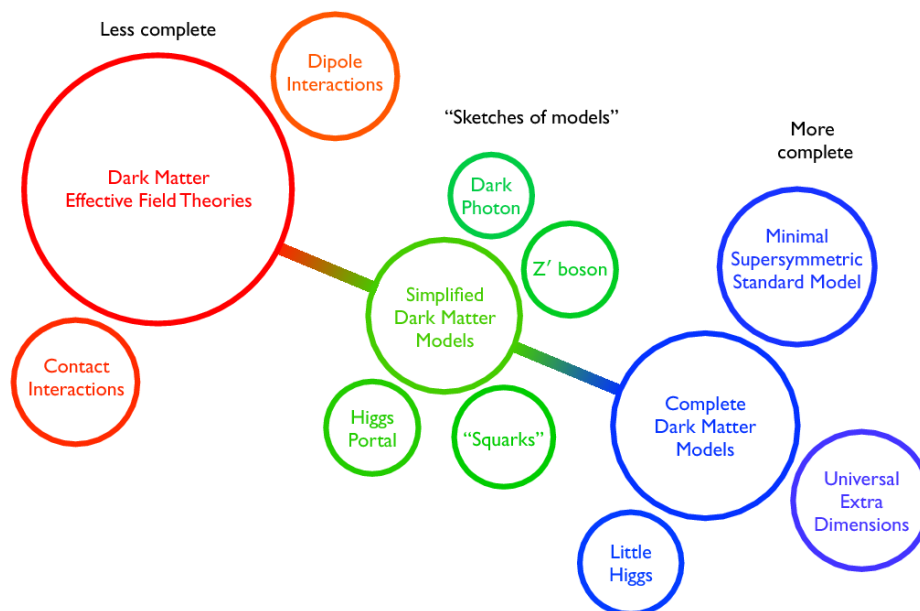 Less complete
Dipole
Interactions
“Sketches of models”
More
complete
Dark Matter
Effective Field Theories
Dark
Photon
Minimal
Supersymmetric
Standard Model
Z′ boson
Simplified
Dark Matter
Models
Contact
Interactions
Higgs
Portal
“Squarks”
Complete
Dark Matter
Models
Universal
Extra
Dimensions
Little
Higgs